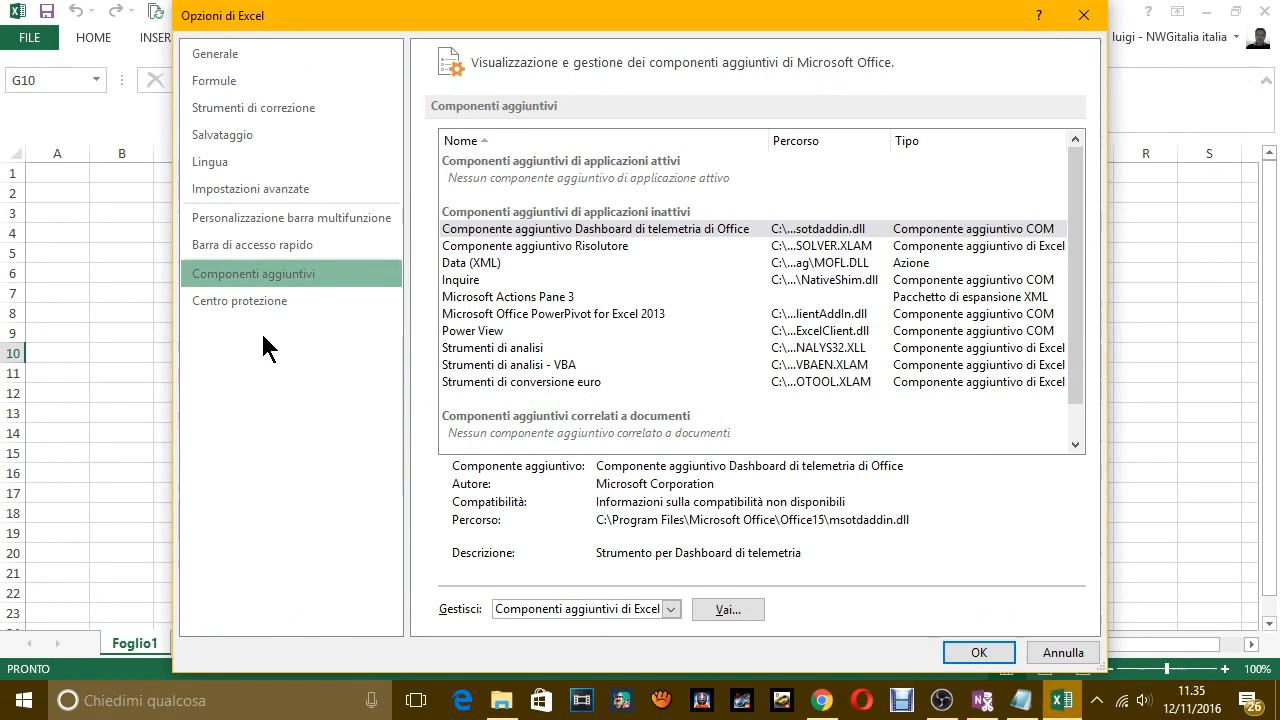 Opzioni di Excel
?
FILE
HOME
INSER
luigi - NWGitalia italia
G10
A
B
R
S
1
2
3
4
5
6
7
8
9
10
11
12
13
14
15
16
17
18
19
20
21
22
23
Generale
Formule
Strumenti di correzione
Salvataggio
Lingua
Impostazioni avanzate
Personalizzazione barra multifunzione
Barra di accesso rapido
Componenti aggiuntivi
Centro protezione
Visualizzazione e gestione dei componenti aggiuntivi di Microsoft Office.
Componenti aggiuntivi
Nome Percorso Tipo
Componenti aggiuntivi di applicazioni attivi
Nessun componente aggiuntivo di applicazione attivo
Componenti aggiuntivi di applicazioni inattivi
Componente aggiuntivo Dashboard di telemetria di Office C:\...sotdaddin.dll Componente aggiuntivo COM
Componente aggiuntivo Risolutore C:\...SOLVER.XLAM Componente aggiuntivo di Excel
Data (XML) C:\...ag\MOFL.DLL Azione
Inquire C:\...\NativeShim.dll Componente aggiuntivo COM
Microsoft Actions Pane 3 Pacchetto di espansione XML
Microsoft Office PowerPivot for Excel 2013 C:\...lientAddIn.dll Componente aggiuntivo COM
Power View C:\...ExcelClient.dll Componente aggiuntivo COM
Strumenti di analisi C:\...NALYS32.XLL Componente aggiuntivo di Excel
Strumenti di analisi - VBA C:\...VBAEN.XLAM Componente aggiuntivo di Excel
Strumenti di conversione euro C:\...OTOOL.XLAM Componente aggiuntivo di Excel
Componenti aggiuntivi correlati a documenti
Nessun componente aggiuntivo correlato a documenti
Componente aggiuntivo: Componente aggiuntivo Dashboard di telemetria di Office
Autore: Microsoft Corporation
Compatibilità: Informazioni sulla compatibilità non disponibili
Percorso: C:\Program Files\Microsoft Office\Office15\msotdaddin.dll
Descrizione: Strumento per Dashboard di telemetria
Gestisci: Componenti aggiuntivi di Excel Vai...
OK Annulla
Foglio1
PRONTO
100%
Chiedimi qualcosa
11.35
12/11/2016
26